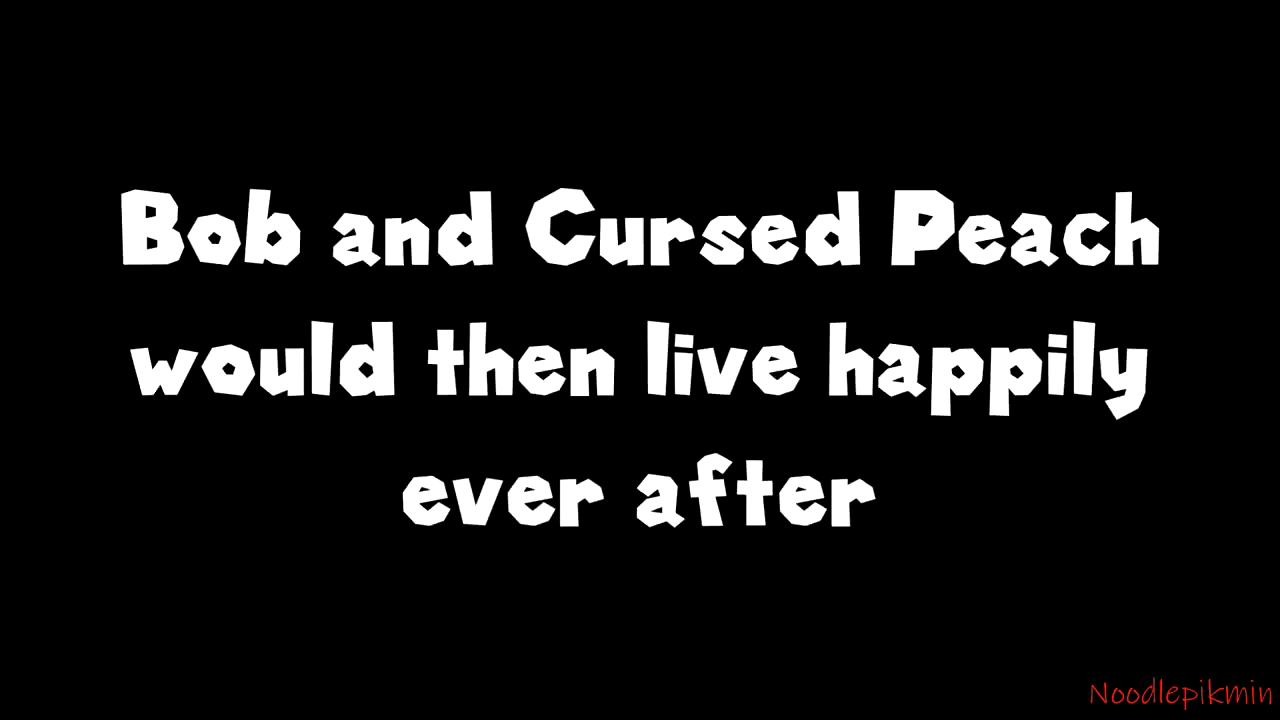 Bob and Cursed Peach
would then live happily
ever after
Noodlepikmin